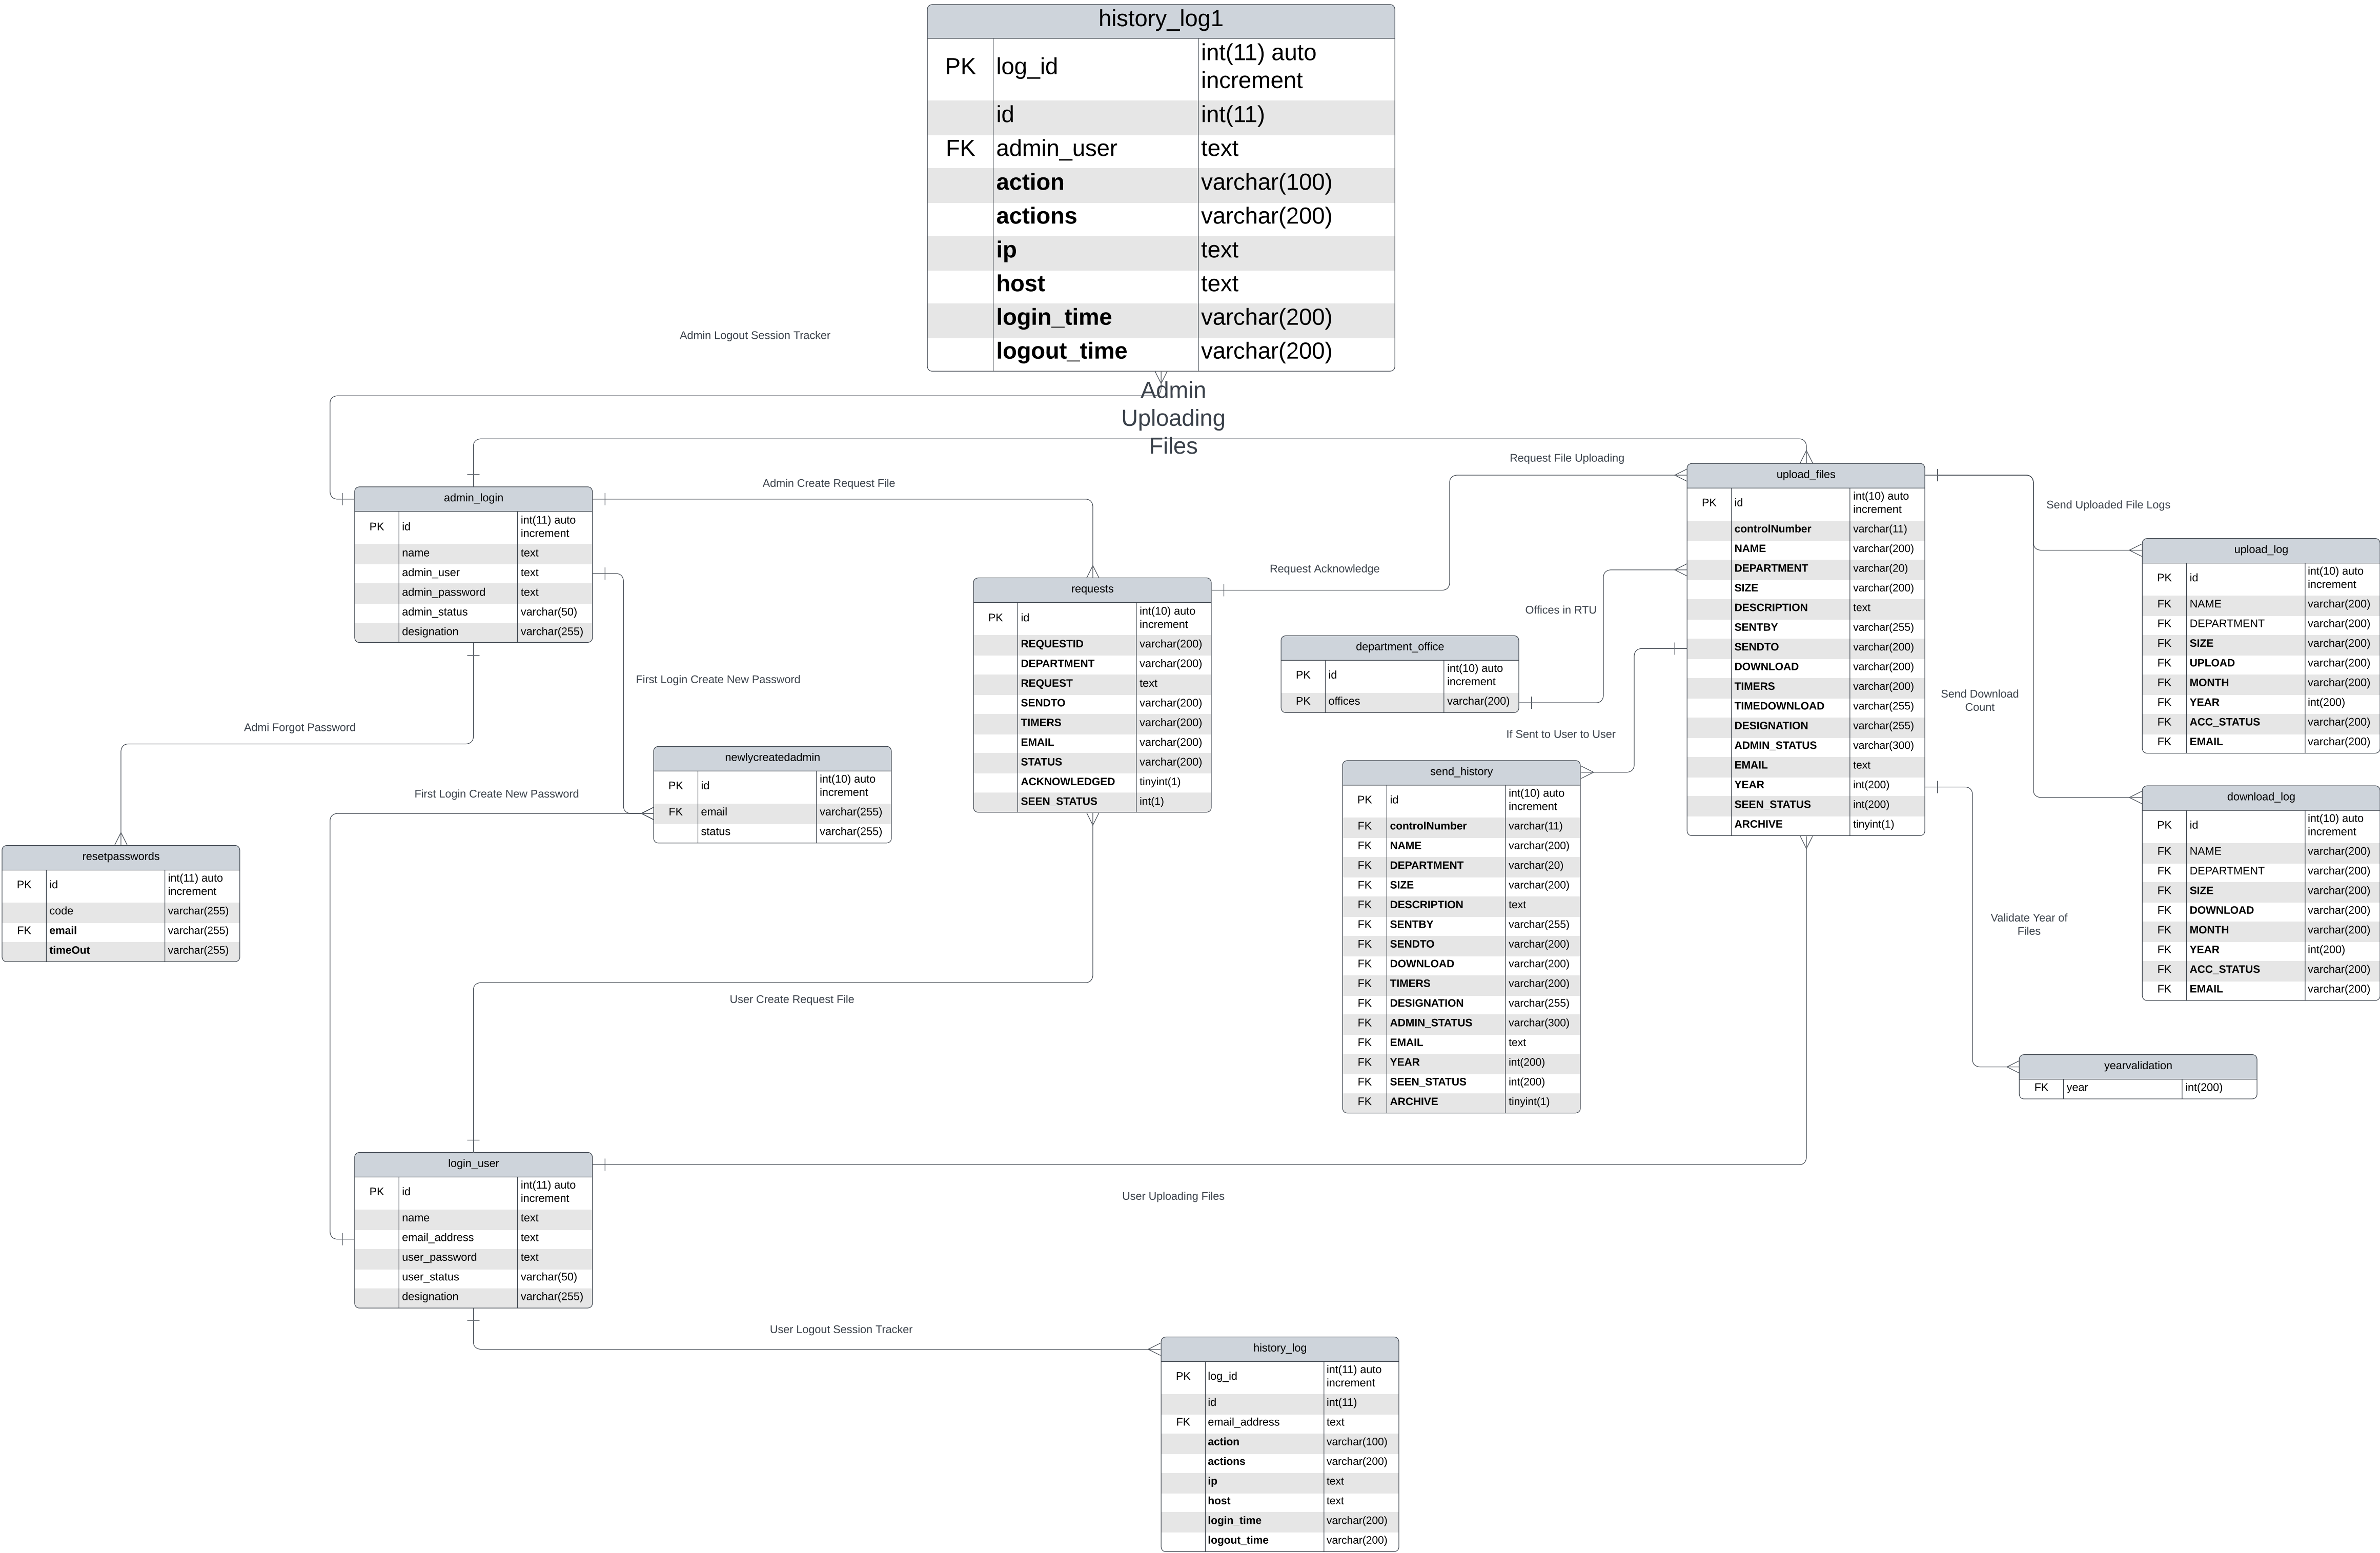 history_log1
PK log_id int(11) auto
increment
id int(11)
FK admin_user text
action varchar(100)
actions varchar(200)
ip text
host text
login_time varchar(200)
logout_time varchar(200)
Admin Logout Session Tracker
Admin
Uploading
Files
admin_login
PK id int(11) auto
increment
name text
admin_user text
admin_password text
admin_status varchar(50)
designation varchar(255)
Admin Create Request File
First Login Create New Password
Admi Forgot Password
First Login Create New Password
newlycreatedadmin
PK id int(10) auto
increment
FK email varchar(255)
status varchar(255)
resetpasswords
PK id int(11) auto
increment
code varchar(255)
FK email varchar(255)
timeOut varchar(255)
requests
PK id int(10) auto
increment
REQUESTID varchar(200)
DEPARTMENT varchar(200)
REQUEST text
SENDTO varchar(200)
TIMERS varchar(200)
EMAIL varchar(200)
STATUS varchar(200)
ACKNOWLEDGED tinyint(1)
SEEN_STATUS int(1)
Request File Uploading
Request Acknowledge
Offices in RTU
department_office
PK id int(10) auto
increment
PK offices varchar(200)
If Sent to User to User
send_history
PK id int(10) auto
increment
FK controlNumber varchar(11)
FK NAME varchar(200)
FK DEPARTMENT varchar(20)
FK SIZE varchar(200)
FK DESCRIPTION text
FK SENTBY varchar(255)
FK SENDTO varchar(200)
FK DOWNLOAD varchar(200)
FK TIMERS varchar(200)
FK DESIGNATION varchar(255)
FK ADMIN_STATUS varchar(300)
FK EMAIL text
FK YEAR int(200)
FK SEEN_STATUS int(200)
FK ARCHIVE tinyint(1)
upload_files
PK id int(10) auto
increment
controlNumber varchar(11)
NAME varchar(200)
DEPARTMENT varchar(20)
SIZE varchar(200)
DESCRIPTION text
SENTBY varchar(255)
SENDTO varchar(200)
DOWNLOAD varchar(200)
TIMERS varchar(200)
TIMEDOWNLOAD varchar(255)
DESIGNATION varchar(255)
ADMIN_STATUS varchar(300)
EMAIL text
YEAR int(200)
SEEN_STATUS int(200)
ARCHIVE tinyint(1)
Send Uploaded File Logs
upload_log
PK id int(10) auto
increment
FK NAME varchar(200)
FK DEPARTMENT varchar(200)
FK SIZE varchar(200)
FK UPLOAD varchar(200)
FK MONTH varchar(200)
FK YEAR int(200)
FK ACC_STATUS varchar(200)
FK EMAIL varchar(200)
Send Download
Count
download_log
PK id int(10) auto
increment
FK NAME varchar(200)
FK DEPARTMENT varchar(200)
FK SIZE varchar(200)
FK DOWNLOAD varchar(200)
FK MONTH varchar(200)
FK YEAR int(200)
FK ACC_STATUS varchar(200)
FK EMAIL varchar(200)
Validate Year of
Files
yearvalidation
FK year int(200)
User Create Request File
login_user
PK id int(11) auto
increment
name text
email_address text
user_password text
user_status varchar(50)
designation varchar(255)
User Uploading Files
User Logout Session Tracker
history_log
PK log_id int(11) auto
increment
id int(11)
FK email_address text
action varchar(100)
actions varchar(200)
ip text
host text
login_time varchar(200)
logout_time varchar(200)